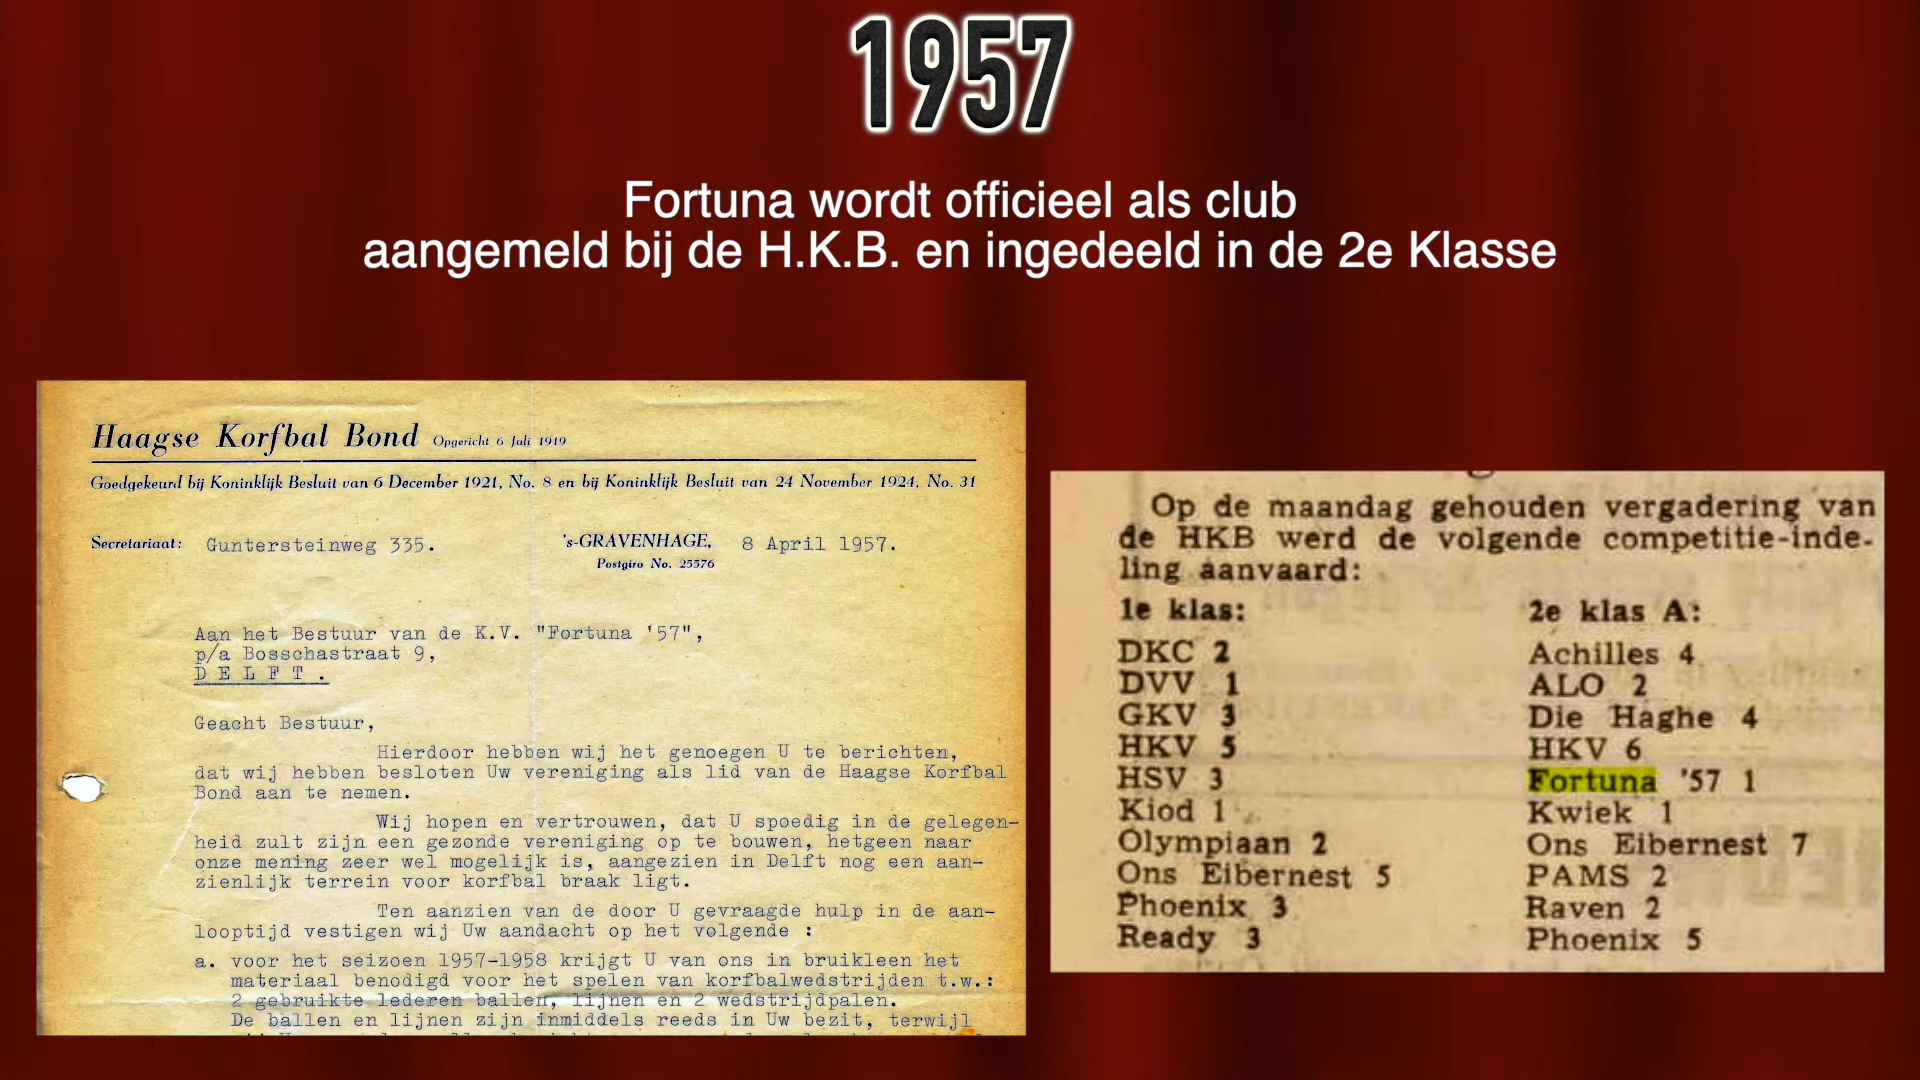 1957
Fortuna wordt officieel als club
aangemeld bij de H.K.B. en ingedeeld in de 2e Klasse
Haagse Korfbal Bond Opgericht 6 Juli 1919
Goedgekeurd bij Koninklijk Besluit van 6 December 1921, No. 8 en bij Koninklijk Besluit van 24 November 1924, No. 31
Secretariaat: Guntersteinweg 335. 's-GRAVENHAGE, 8 April 1957.
Postgiro No. 25576
Aan het Bestuur van de K.V. "Fortuna '57",
p/a Bosschastraat 9,
D E L F T .
Geacht Bestuur,
Hierdoor hebben wij het genoegen U te berichten,
dat wij hebben besloten Uw vereniging als lid van de Haagse Korfbal
Bond aan te nemen.
Wij hopen en vertrouwen, dat U spoedig in de gelegen-
heid zult zijn een gezonde vereniging op te bouwen, hetgeen naar
onze mening zeer wel mogelijk is, aangezien in Delft nog een aan-
zienlijk terrein voor korfbal braak ligt.
Ten aanzien van de door U gevraagde hulp in de aan-
looptijd vestigen wij Uw aandacht op het volgende :
a. voor het seizoen 1957-1958 krijgt U van ons in bruikleen het
materiaal benodigd voor het spelen van korfbalwedstrijden t.w.:
2 gebruikte lederen ballen, lijnen en 2 wedstrijdpalen.
De ballen en lijnen zijn inmiddels reeds in Uw bezit, terwijl
Op de maandag gehouden vergadering van
de HKB werd de volgende competitie-inde-
ling aanvaard:
1e klas:
DKC 2
DVV 1
GKV 3
HKV 5
HSV 3
Kiod 1
Olympiaan 2
Ons Eibernest 5
Phoenix 3
Ready 3
2e klas A:
Achilles 4
ALO 2
Die Haghe 4
HKV 6
Fortuna '57 1
Kwiek 1
Ons Eibernest 7
PAMS 2
Raven 2
Phoenix 5